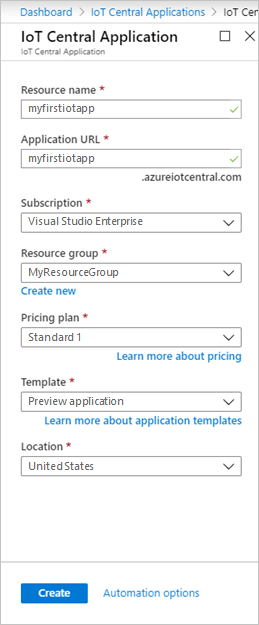 Dashboard > IoT Central Applications > IoT Cent
IoT Central Application
IoT Central Application
Resource name *
myfirstiotapp
Application URL *
myfirstiotapp
.azureiotcentral.com
Subscription *
Visual Studio Enterprise
Resource group *
MyResourceGroup
Create new
Pricing plan *
Standard 1
Learn more about pricing
Template *
Preview application
Learn more about application templates
Location *
United States
Create
Automation options